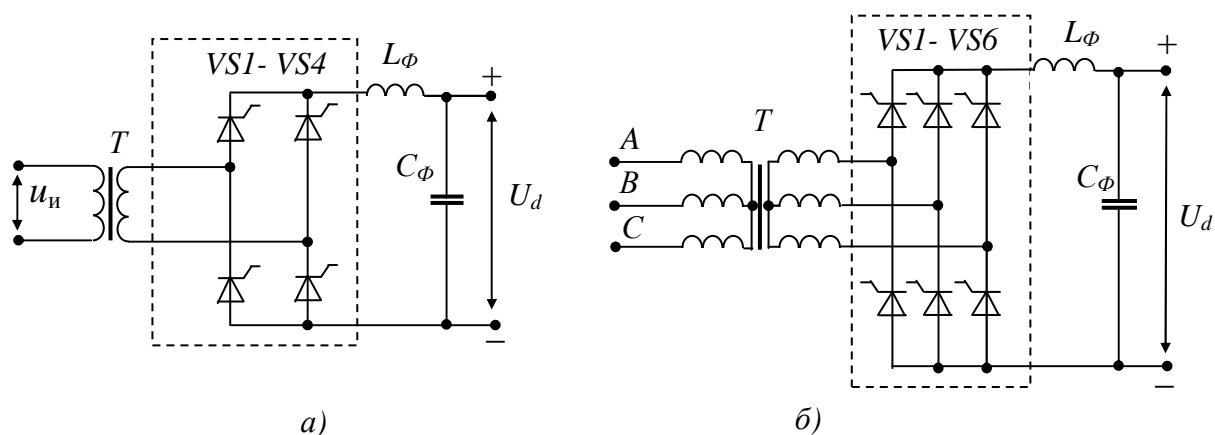 VS1- VS4
L_Ф
+
T
u_и
C_Ф
U_d
−
а)
VS1- VS6
L_Ф
+
A
B
C
T
C_Ф
U_d
−
б)